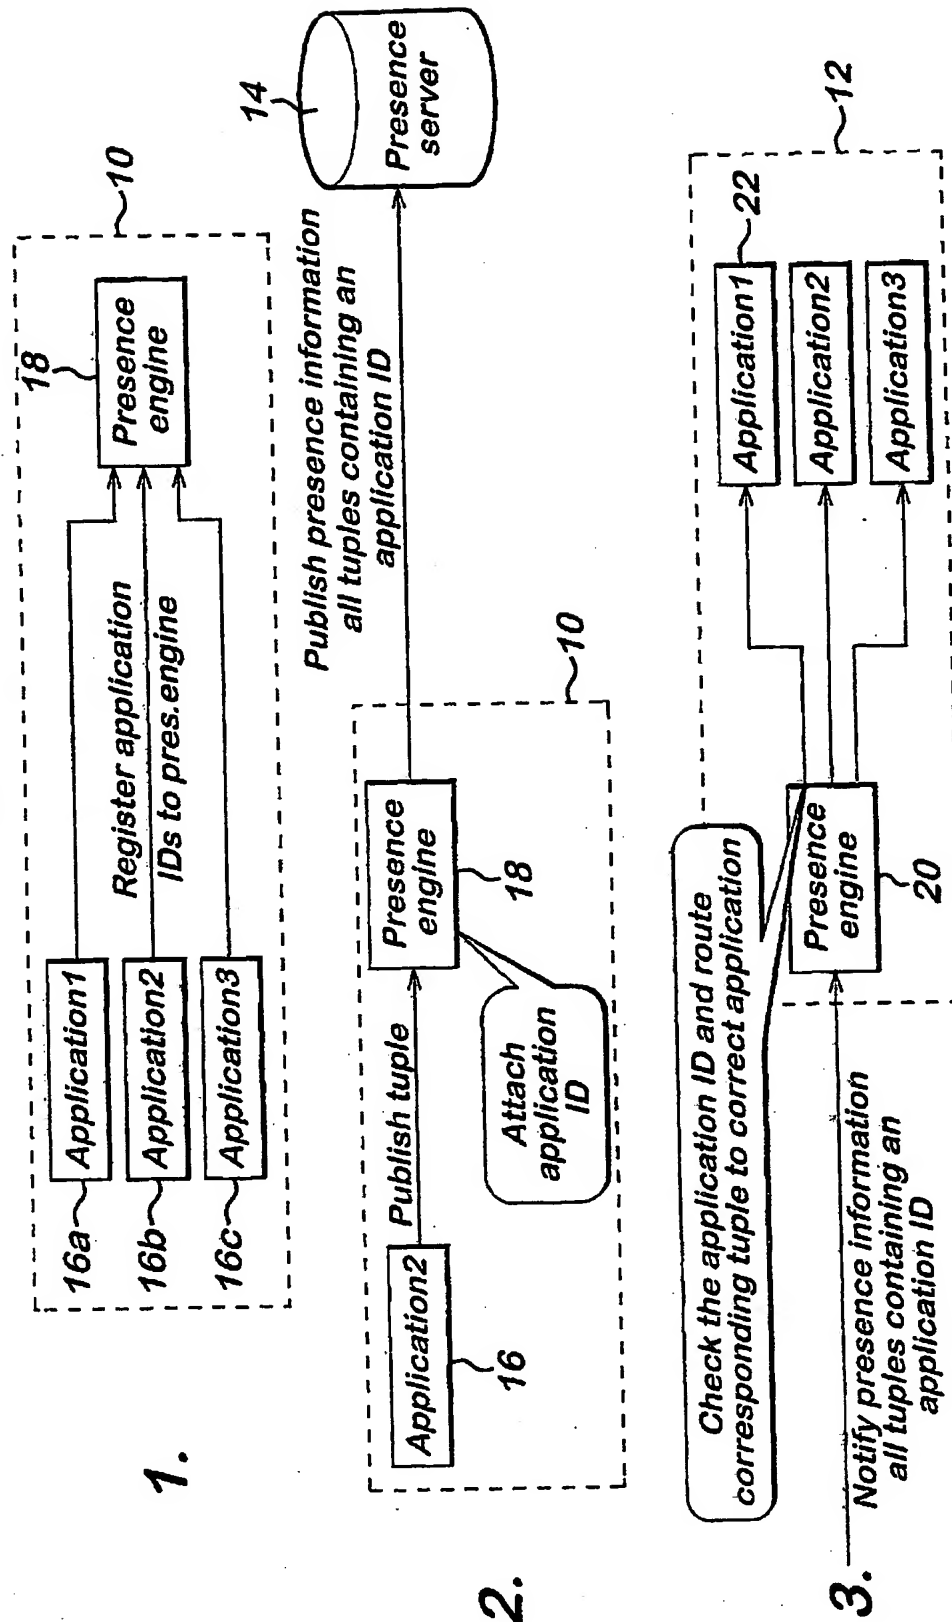 1.
16a
Application1
16b
Application2
16c
Application3
Register application
IDs to pres.engine
18
Presence
engine
10
2.
Application2
16
Publish tuple
Presence
engine
18
Attach
application
ID
10
Publish presence information
all tuples containing an
application ID
14
Presence
server
3.
Notify presence information
all tuples containing an
application ID
Check the application ID and route
corresponding tuple to correct application
Presence
engine
20
Application1
22
Application2
Application3
12